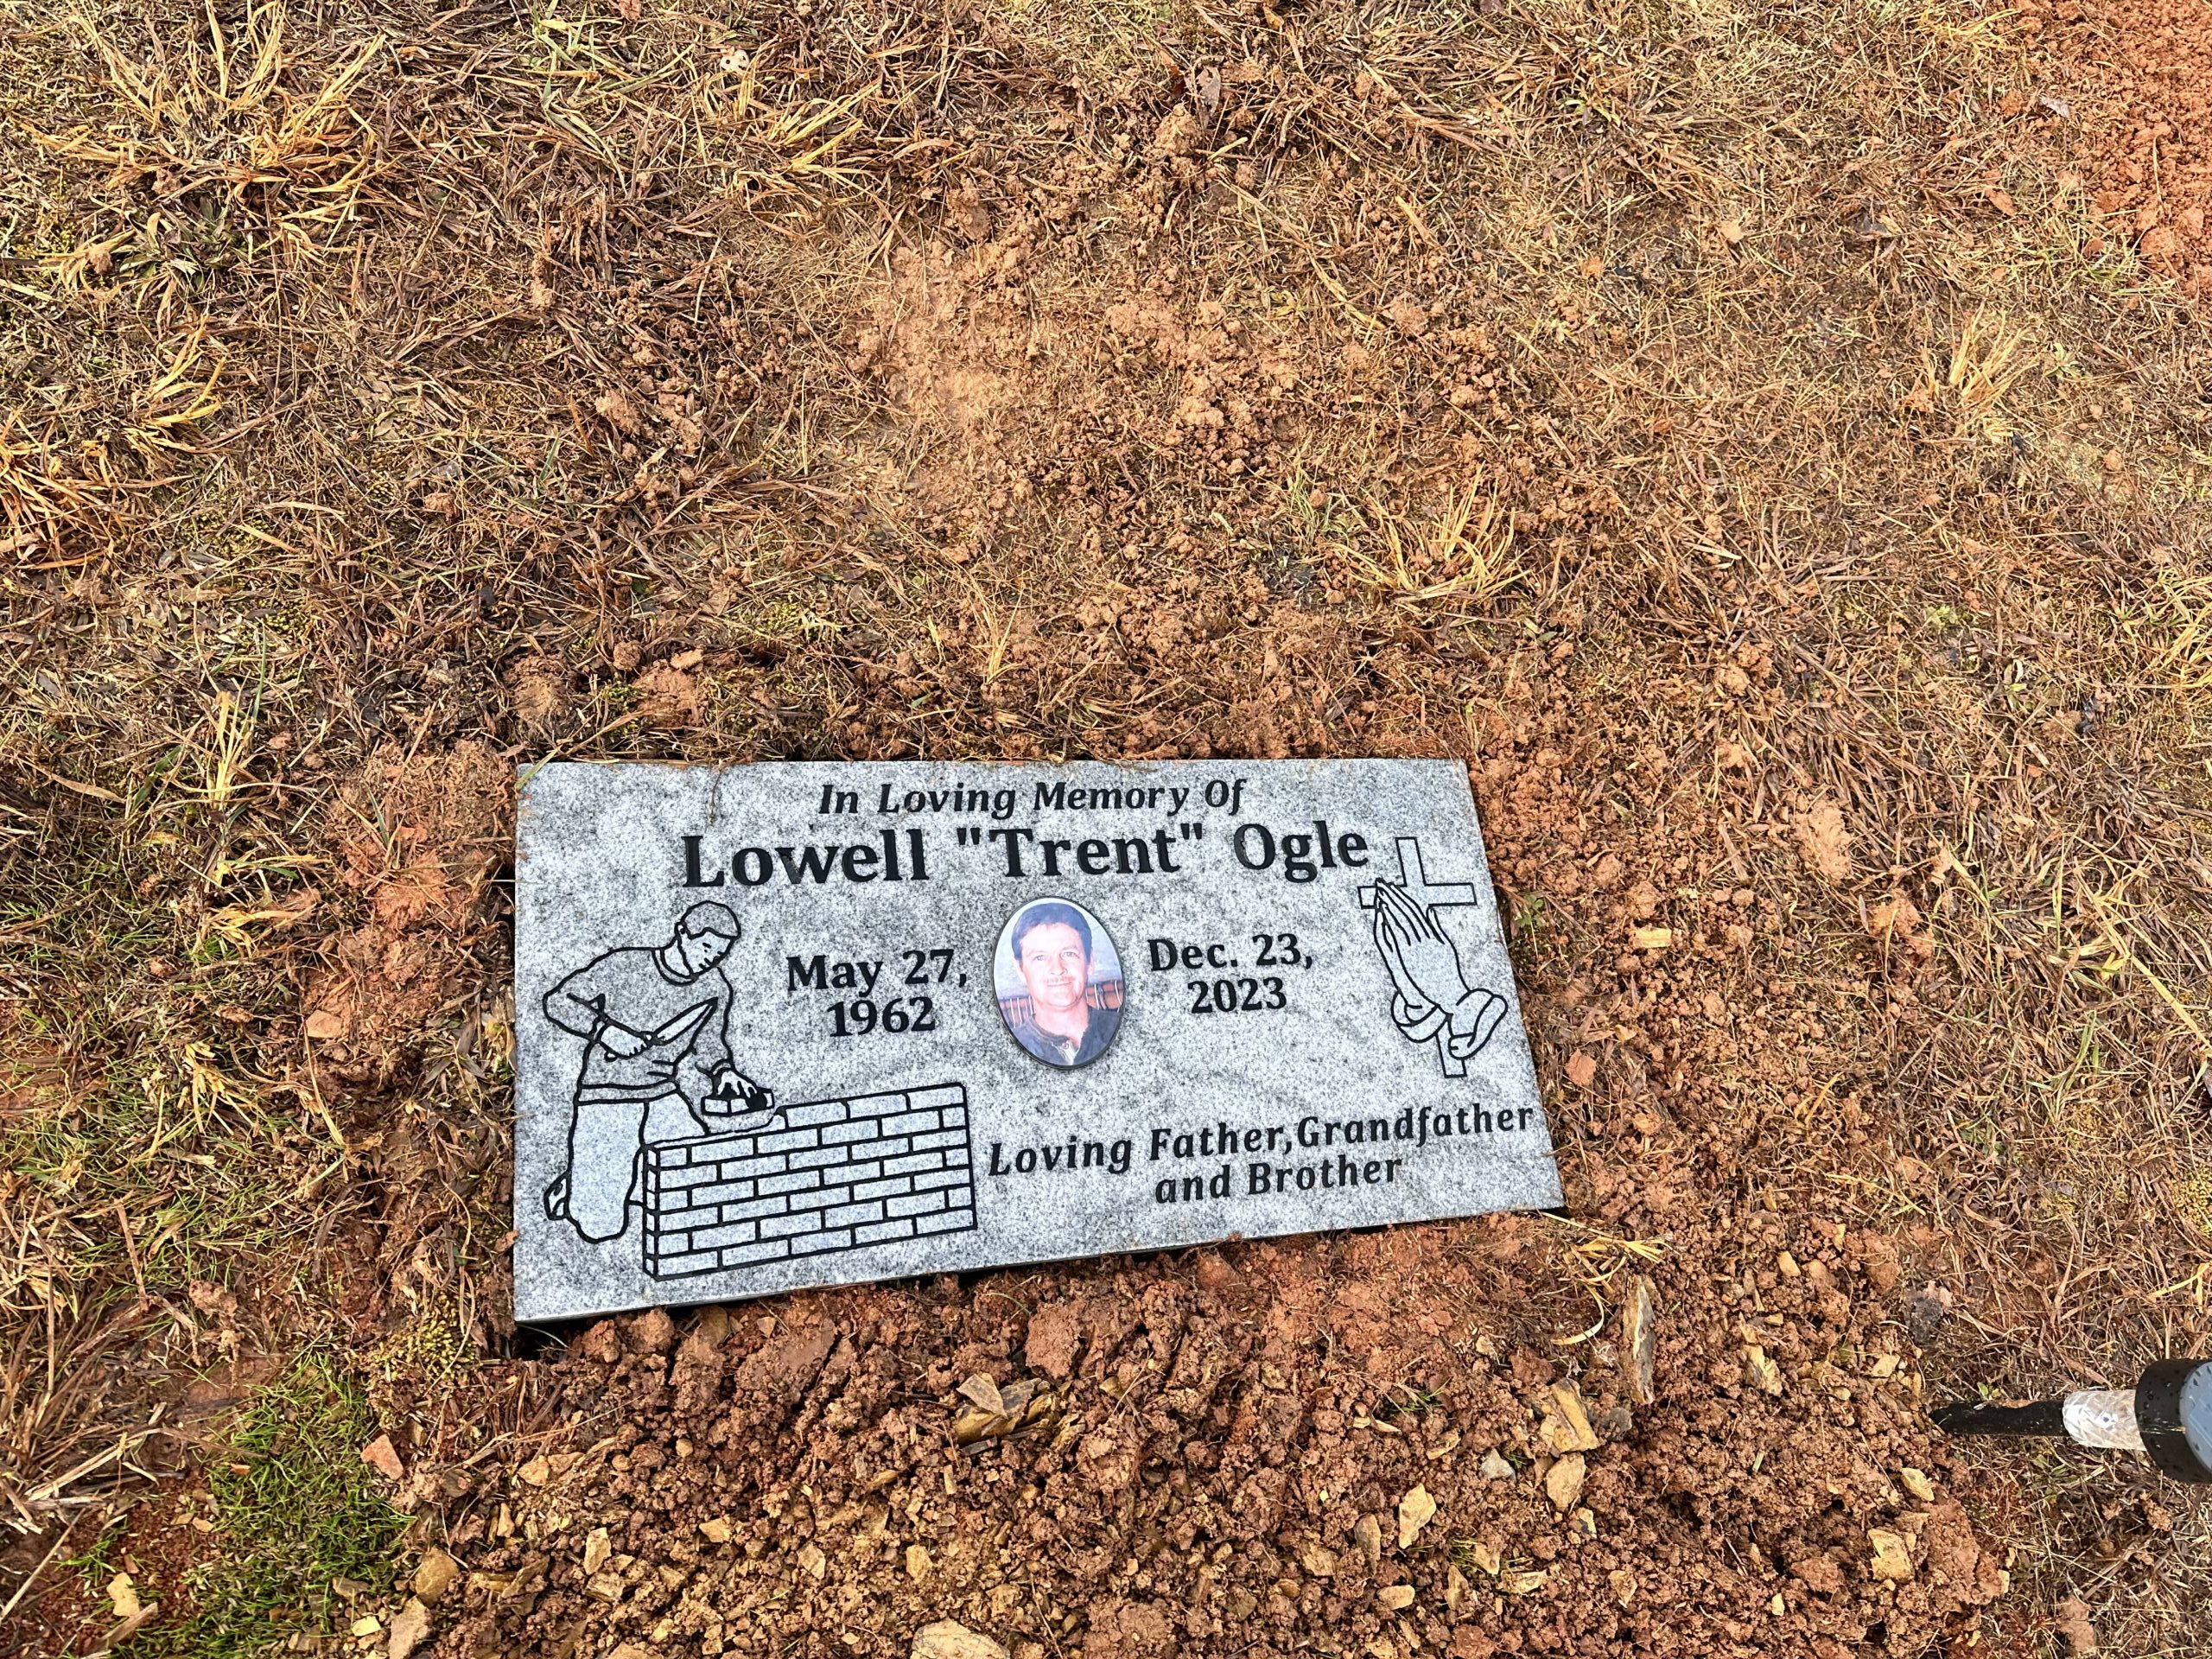 In Loving Memory Of
Lowell "Trent" Ogle
May 27,
1962
Dec. 23,
2023
Loving Father,Grandfather
and Brother